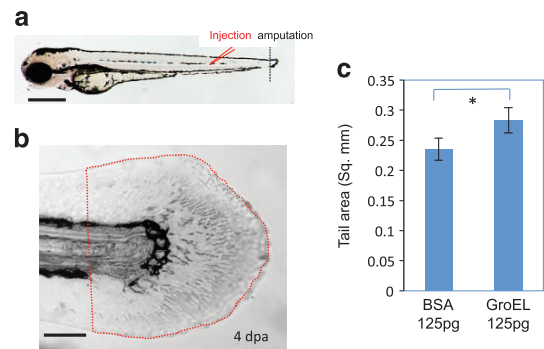 a
Injection amputation
b
4 dpa
c
Tail area (Sq. mm)
0.35
0.3
0.25
0.2
0.15
0.1
0.05
0
*
BSA GroEL
125pg 125pg